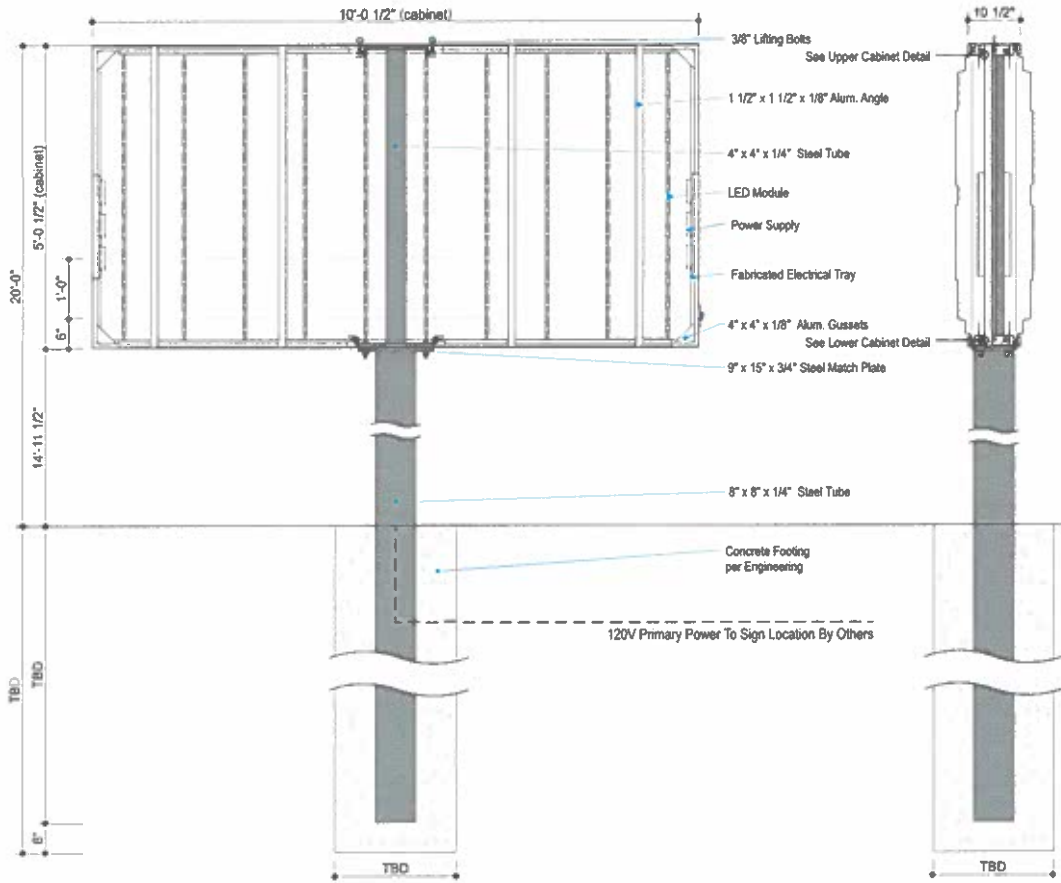 10'-0 1/2" (cabinet)
10 1/2"
3/8" Lifting Bolts
See Upper Cabinet Detail
1 1/2" x 1 1/2" x 1/8" Alum. Angle
4" x 4" x 1/4" Steel Tube
5'-0 1/2" (cabinet)
LED Module
Power Supply
20'-0"
1'-0"
Fabricated Electrical Tray
6"
4" x 4" x 1/8" Alum. Gussets
See Lower Cabinet Detail
9" x 15" x 3/4" Steel Match Plate
14'-11 1/2"
8" x 8" x 1/4" Steel Tube
Concrete Footing
per Engineering
120V Primary Power To Sign Location By Others
TBD
TBD
6"
TBD
TBD